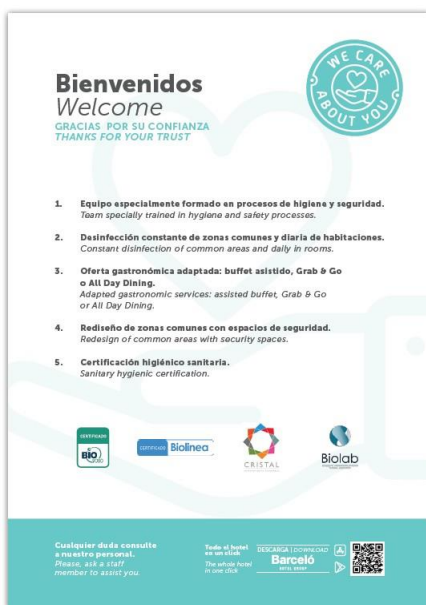 WE CARE
ABOUT YOU
Bienvenidos
Welcome
GRACIAS POR SU CONFIANZA
THANKS FOR YOUR TRUST
1. Equipo especialmente formado en procesos de higiene y seguridad.
Team specially trained in hygiene and safety processes.
2. Desinfección constante de zonas comunes y diaria de habitaciones.
Constant disinfection of common areas and daily in rooms.
3. Oferta gastronómica adaptada: buffet asistido, Grab & Go
o All Day Dining.
Adapted gastronomic services: assisted buffet, Grab & Go
or All Day Dining.
4. Rediseño de zonas comunes con espacios de seguridad.
Redesign of common areas with security spaces.
5. Certificación higiénico sanitaria.
Sanitary hygienic certification.
CERTIFICADO
BIO
CERTIFICADO Biolinea
CRISTAL
Biolab
Cualquier duda consulte
a nuestro personal.
Please, ask a staff
member to assist you.
Todo el hotel
en un click
The whole hotel
in one click
DESCARGA | DOWNLOAD
Barceló
HOTEL GROUP